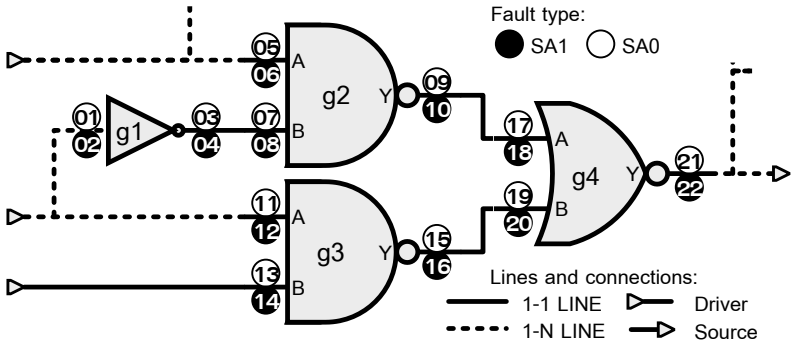 Fault type:
SA1 SA0
05
06 A
g2
Y 09
10
01
02
g1
03
04
07
08 B
17
18 A
g4
Y 21
22
19
20 B
11
12 A
g3
Y 15
16
13
14 B
Lines and connections:
1-1 LINE Driver
1-N LINE Source